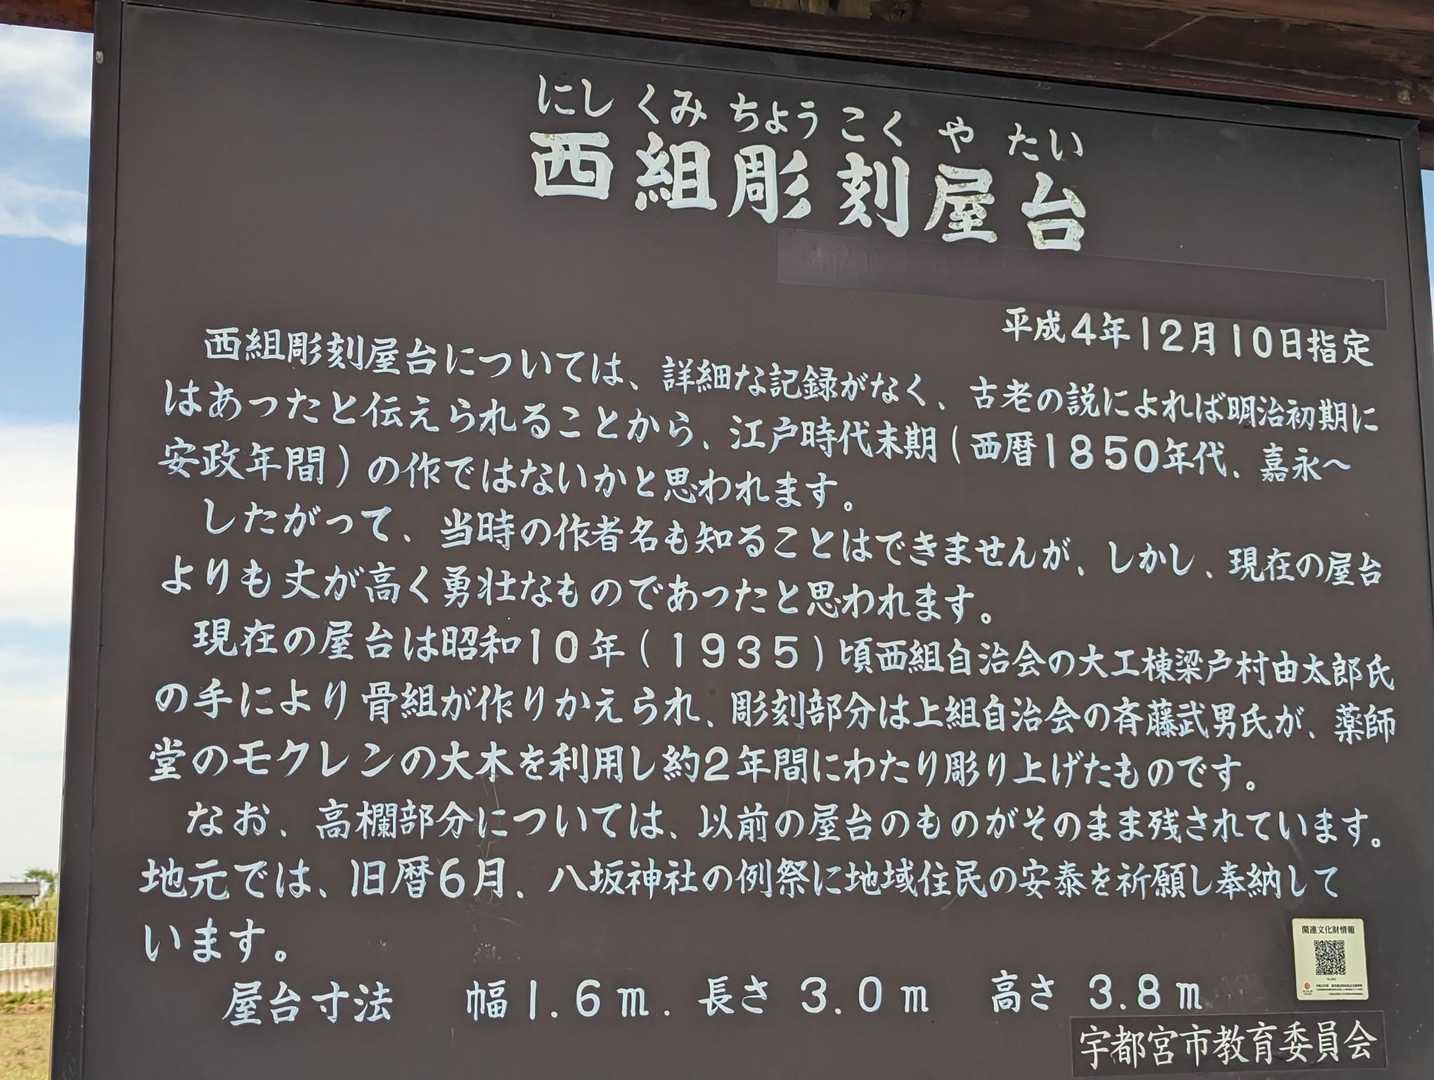 にし くみ ちょう こく や たい
西組彫刻屋台
平成4年12月10日指定
西組彫刻屋台については、詳細な記録がなく、古老の説によれば明治初期に
はあったと伝えられることから、江戸時代末期(西暦1850年代、嘉永～
安政年間)の作ではないかと思われます。
したがって、当時の作者名も知ることはできませんが、しかし、現在の屋台
よりも丈が高く勇壮なものであったと思われます。
現在の屋台は昭和10年(1935)頃西組自治会の大工棟梁戸村由太郎氏
の手により骨組が作りかえられ、彫刻部分は上組自治会の斉藤武男氏が、薬師
堂のモクレンの大木を利用し約2年間にわたり彫り上げたものです。
なお、高欄部分については、以前の屋台のものがそのまま残されています。
地元では、旧暦6月、八坂神社の例祭に地域住民の安泰を祈願し奉納して
います。
屋台寸法 幅1.6m. 長さ 3.0m 高さ 3.8m
関連文化財情報
宇都宮市教育委員会